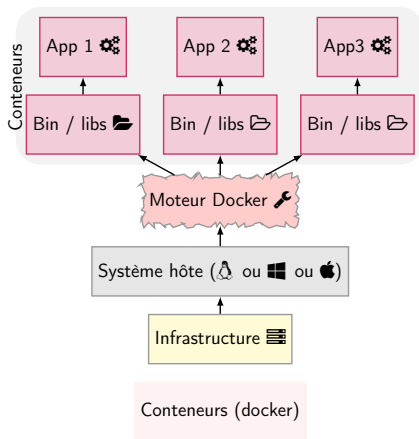 Conteneurs
App 1
App 2
App3
Bin / libs
Bin / libs
Bin / libs
Moteur Docker
Système hôte ( ou ou )
Infrastructure
Conteneurs (docker)